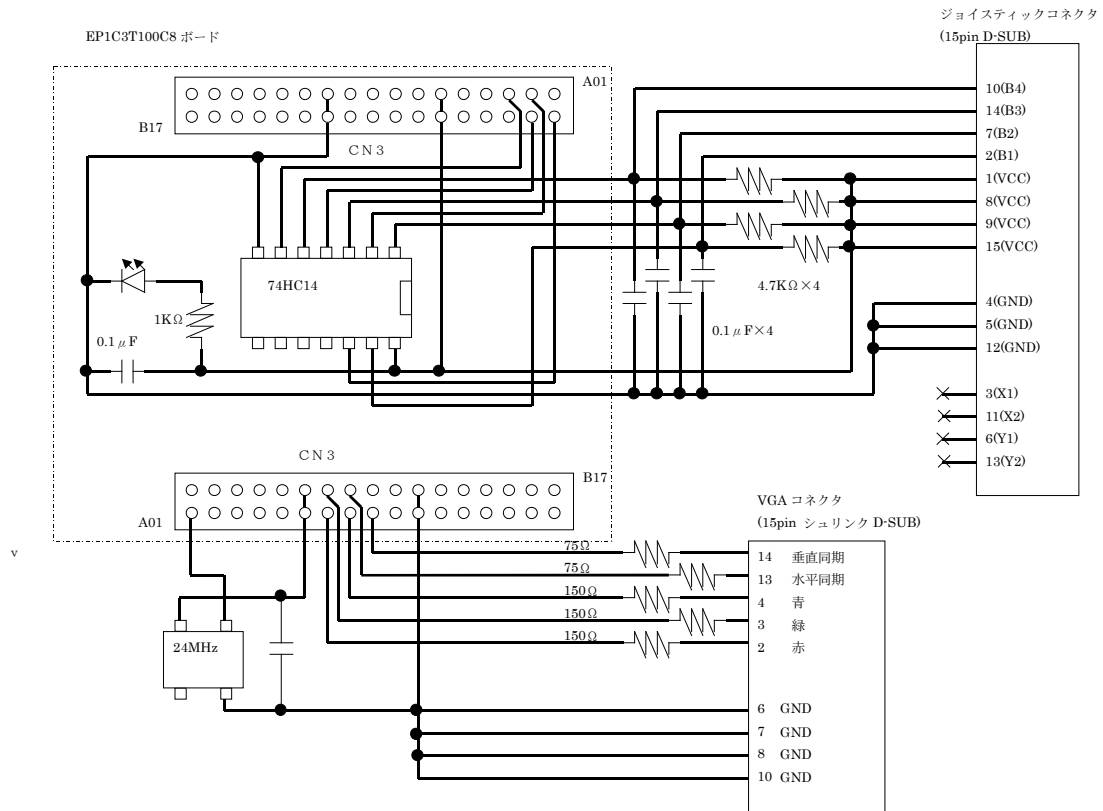 ジョイスティックコネクタ
(15pin D-SUB)
EP1C3T100C8 ボード
A01
B17
CN3
10(B4)
14(B3)
7(B2)
2(B1)
1(VCC)
8(VCC)
9(VCC)
15(VCC)
74HC14
1KΩ
0.1μF
4.7KΩ×4
0.1μF×4
4(GND)
5(GND)
12(GND)
3(X1)
11(X2)
6(Y1)
13(Y2)
CN3
B17
A01
v
VGA コネクタ
(15pin シュリンク D-SUB)
75Ω
75Ω
150Ω
150Ω
150Ω
14 垂直同期
13 水平同期
4 青
3 緑
2 赤
24MHz
6 GND
7 GND
8 GND
10 GND